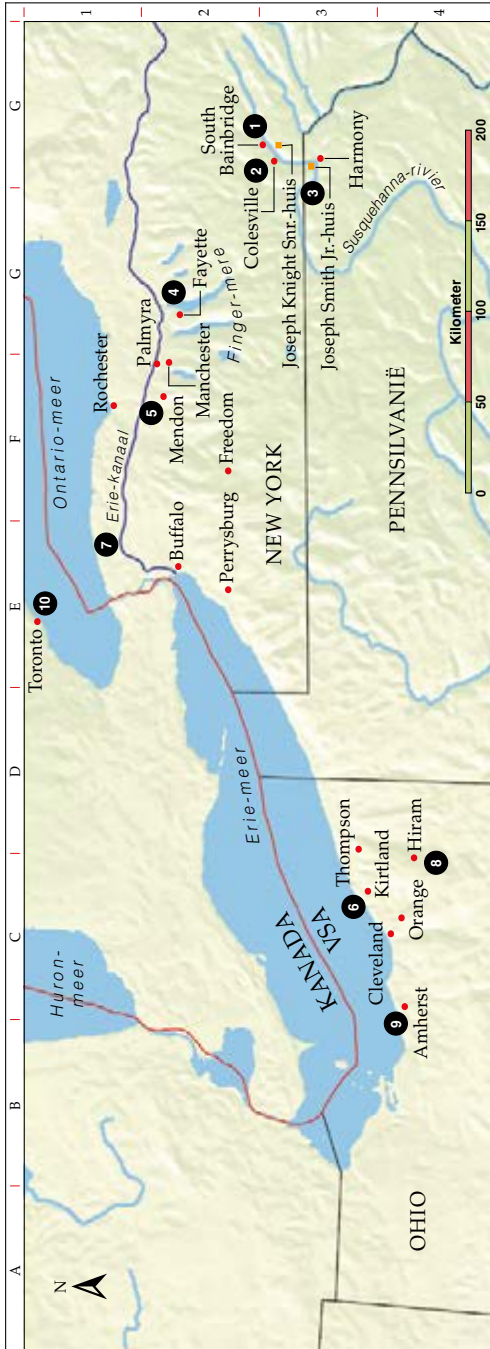 A
B
C
D
E
F
G
G
1
2
3
4
N
Huron-
meer
Toronto
10
Ontario-meer
7
Erie-kanaal
Rochester
Palmyra
5
Mendon
Manchester
4
Fayette
Finger-mere
South
Bainbridge
1
Colesville
2
Joseph Knight Snr.-huis
Joseph Smith Jr.-huis
3
Harmony
Susquehanna-rivier
Buffalo
Perrysburg
Freedom
NEW YORK
PENNSILVANIË
Erie-meer
KANADA
VSA
Thompson
6
Kirtland
Cleveland
Orange
Hiram
8
9
Amherst
OHIO
Kilometer
0
50
100
150
200